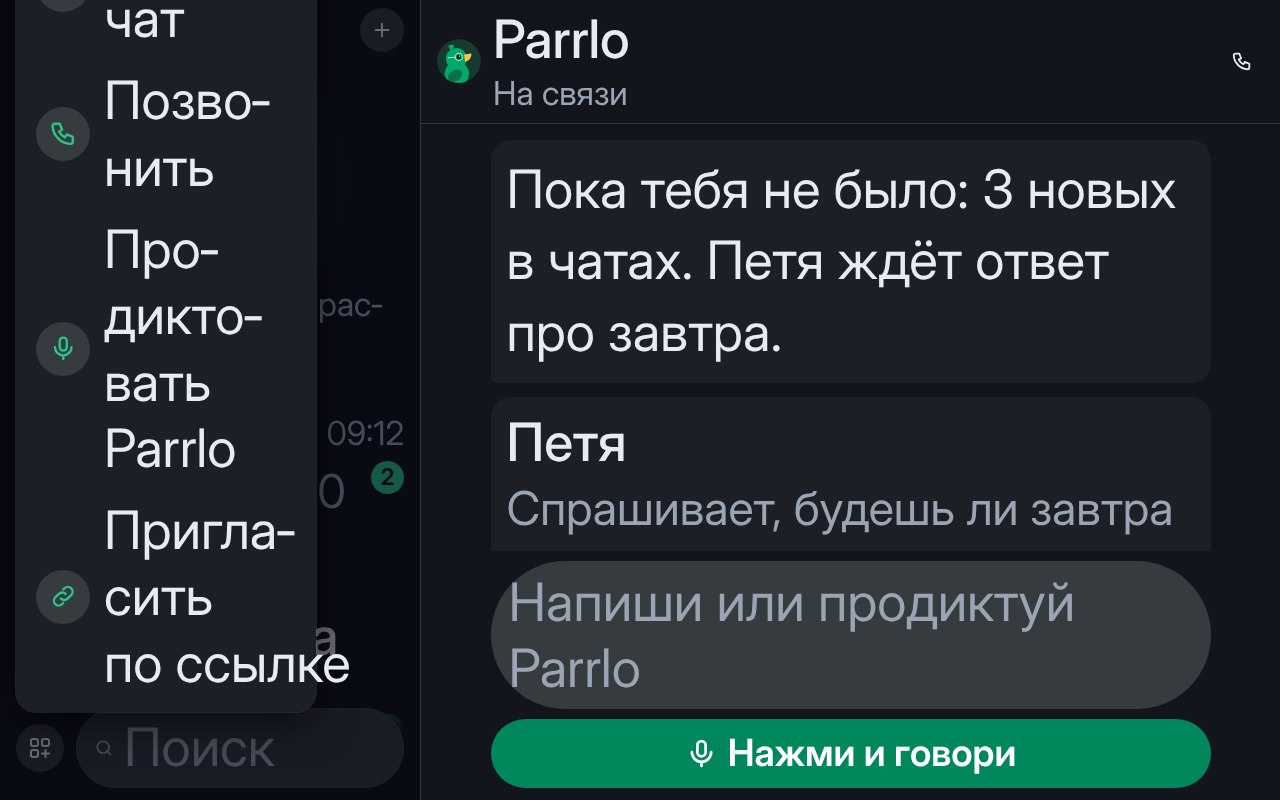 чат
Позво-
нить
Про-
дикто-
вать
Parrlo
Пригла-
сить
по ссылке
рас-
09:12
0
2
а
Поиск
Parrlo
На связи
Пока тебя не было: 3 новых
в чатах. Петя ждёт ответ
про завтра.
Петя
Спрашивает, будешь ли завтра
Напиши или продиктуй
Parrlo
Нажми и говори